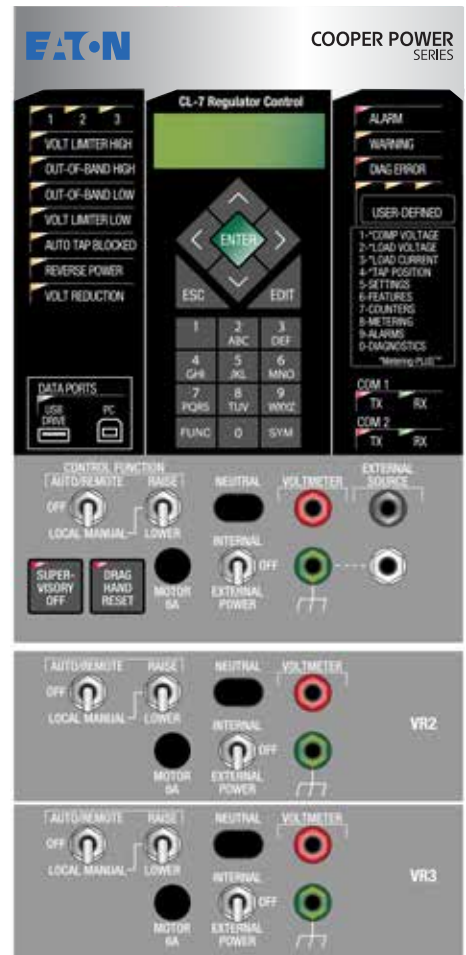 EATON
COOPER POWER
SERIES
1 2 3
VOLT LIMITER HIGH
OUT-OF-BAND HIGH
OUT-OF-BAND LOW
VOLT LIMITER LOW
AUTO TAP BLOCKED
REVERSE POWER
VOLT REDUCTION
DATA PORTS
USB DRIVE
PC
CL-7 Regulator Control
ENTER
ESC
EDIT
1
2 ABC
3 DEF
4 GHI
5 JKL
6 MNO
7 PQRS
8 TUV
9 WXYZ
FUNC
0
SYM
ALARM
WARNING
DIAG ERROR
USER-DEFINED
1-*COMP VOLTAGE
2-*LOAD VOLTAGE
3-*LOAD CURRENT
4-*TAP POSITION
5-SETTINGS
6-FEATURES
7-COUNTERS
8-METERING
9-ALARMS
0-DIAGNOSTICS
*Metering-PLUS™
COM 1
TX RX
COM 2
TX RX
CONTROL FUNCTION
AUTO/REMOTE
RAISE
OFF
LOCAL MANUAL
LOWER
NEUTRAL
VOLTMETER
EXTERNAL
SOURCE
SUPER-
VISORY
OFF
DRAG
HAND
RESET
MOTOR
6A
INTERNAL
OFF
EXTERNAL
POWER
AUTO/REMOTE
RAISE
NEUTRAL
VOLTMETER
OFF
LOCAL MANUAL
LOWER
VR2
INTERNAL
OFF
MOTOR
6A
EXTERNAL
POWER
AUTO/REMOTE
RAISE
NEUTRAL
VOLTMETER
OFF
LOCAL MANUAL
LOWER
VR3
INTERNAL
OFF
MOTOR
6A
EXTERNAL
POWER